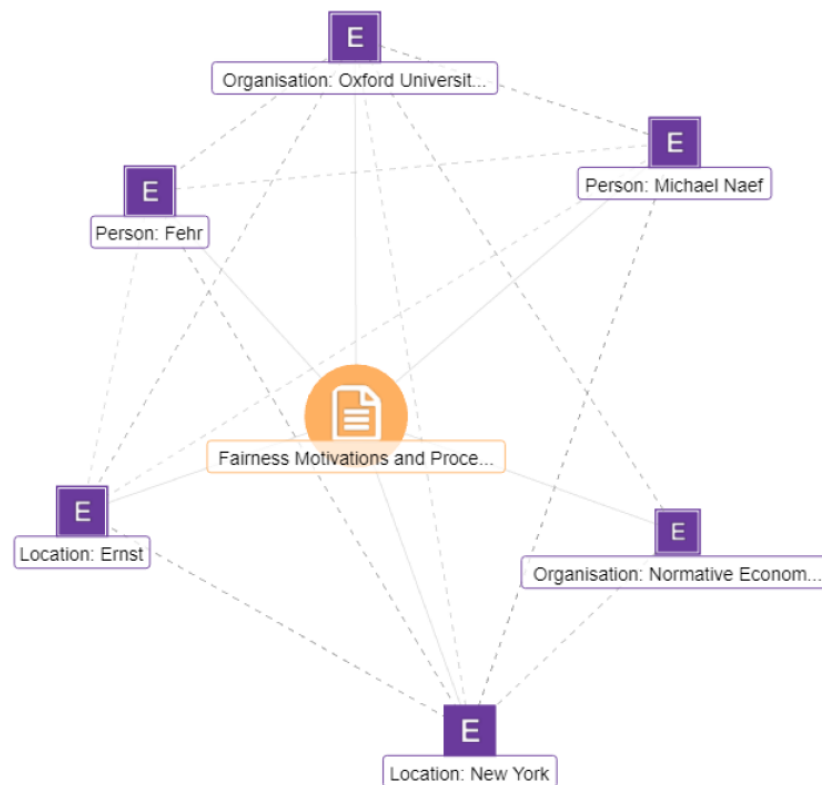 E
Organisation: Oxford Universit...
E
Person: Michael Naef
E
Person: Fehr
Fairness Motivations and Proce...
E
Location: Ernst
E
Organisation: Normative Econom...
E
Location: New York